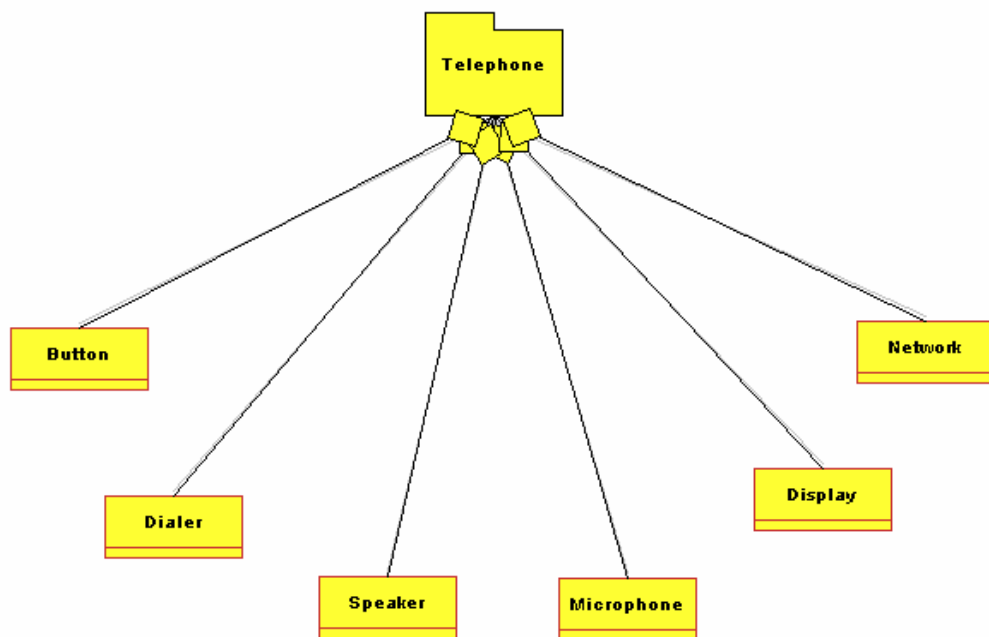 Telephone
Button
Network
Dialer
Display
Speaker
Microphone